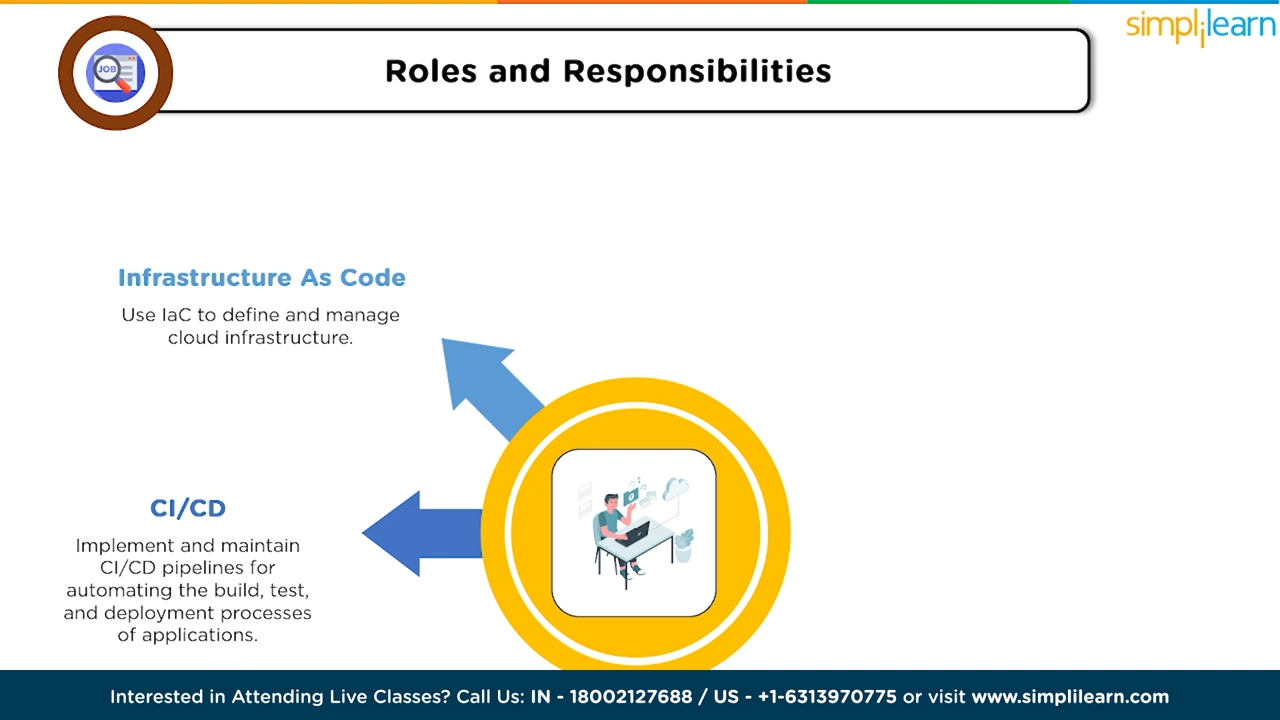 simplilearn
JOB
Roles and Responsibilities
Infrastructure As Code
Use IaC to define and manage
cloud infrastructure.
CI/CD
Implement and maintain
CI/CD pipelines for
automating the build, test,
and deployment processes
of applications.
Interested in Attending Live Classes? Call Us: IN - 18002127688 / US - +1-6313970775 or visit www.simplilearn.com